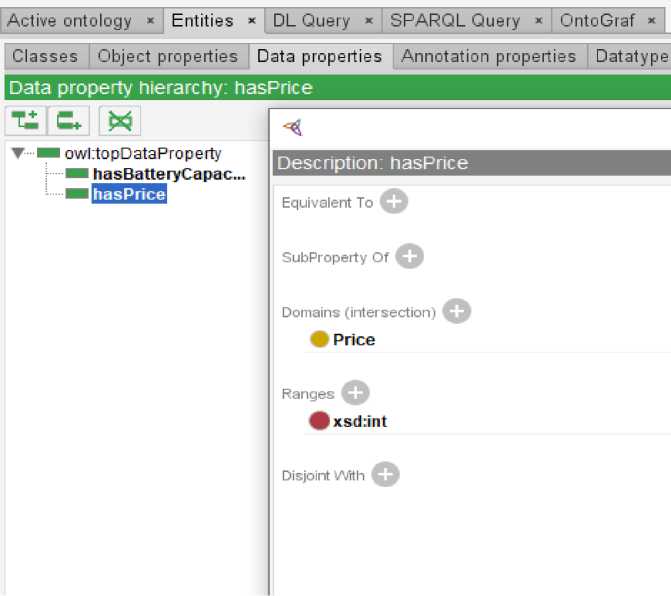 Active ontology × Entities × DL Query × SPARQL Query × OntoGraf ×
Classes Object properties Data properties Annotation properties Datatype
Data property hierarchy: hasPrice
owl:topDataProperty
hasBatteryCapac...
hasPrice
Description: hasPrice
Equivalent To
SubProperty Of
Domains (intersection)
Price
Ranges
xsd:int
Disjoint With